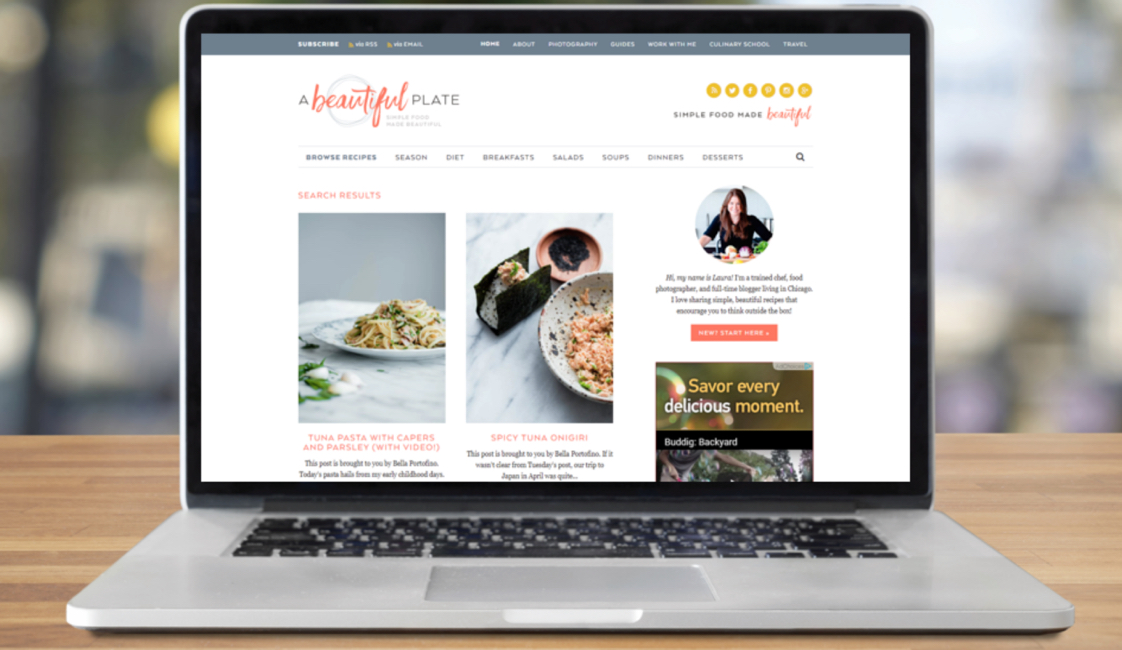 SUBSCRIBE via RSS via EMAIL HOME ABOUT PHOTOGRAPHY GUIDES WORK WITH ME CULINARY SCHOOL TRAVEL
A beautiful PLATE
SIMPLE FOOD
MADE BEAUTIFUL
SIMPLE FOOD MADE beautiful
BROWSE RECIPES SEASON DIET BREAKFASTS SALADS SOUPS DINNERS DESSERTS
SEARCH RESULTS
TUNA PASTA WITH CAPERS
AND PARSLEY (WITH VIDEO!)
This post is brought to you by Bella Portofino.
Today's pasta hails from my early childhood days.
SPICY TUNA ONIGIRI
This post is brought to you by Bella Portofino. If it
wasn't clear from Tuesday's post, our trip to
Japan in April was quite...
Hi, my name is Laura! I'm a trained chef, food
photographer, and full-time blogger living in Chicago.
I love sharing simple, beautiful recipes that
encourage you to think outside the box!
NEW? START HERE »
Savor every
delicious moment.
Buddig: Backyard